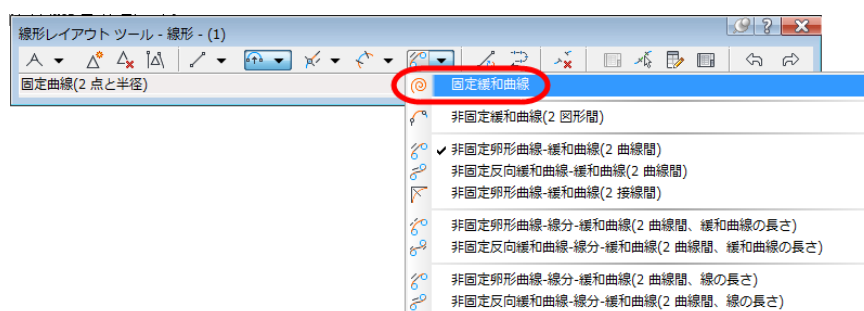 線形レイアウト ツール - 線形 - (1)
固定曲線(2 点と半径)
固定緩和曲線
非固定緩和曲線(2 図形間)
非固定卵形曲線-緩和曲線(2 曲線間)
非固定反向緩和曲線-緩和曲線(2 曲線間)
非固定卵形曲線-緩和曲線(2 接線間)
非固定卵形曲線-線分-緩和曲線(2 曲線間、緩和曲線の長さ)
非固定反向緩和曲線-線分-緩和曲線(2 曲線間、緩和曲線の長さ)
非固定卵形曲線-線分-緩和曲線(2 曲線間、線の長さ)
非固定反向緩和曲線-線分-緩和曲線(2 曲線間、線の長さ)